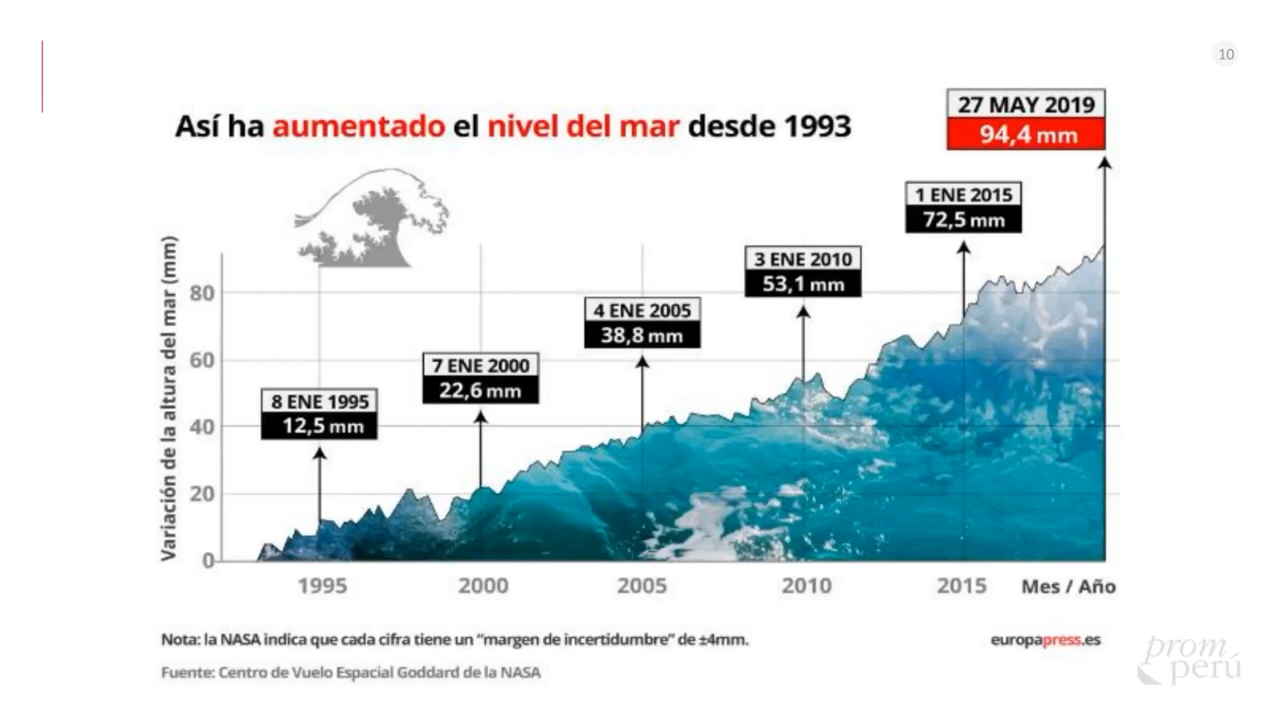 10
Así ha aumentado el nivel del mar desde 1993
27 MAY 2019
94,4 mm
1 ENE 2015
72,5 mm
3 ENE 2010
53,1 mm
4 ENE 2005
38,8 mm
7 ENE 2000
22,6 mm
8 ENE 1995
12,5 mm
Variación de la altura del mar (mm)
80
60
40
20
0
1995 2000 2005 2010 2015 Mes / Año
Nota: la NASA indica que cada cifra tiene un “margen de incertidumbre” de ±4mm.
europapress.es
Fuente: Centro de Vuelo Espacial Goddard de la NASA
prom
perú